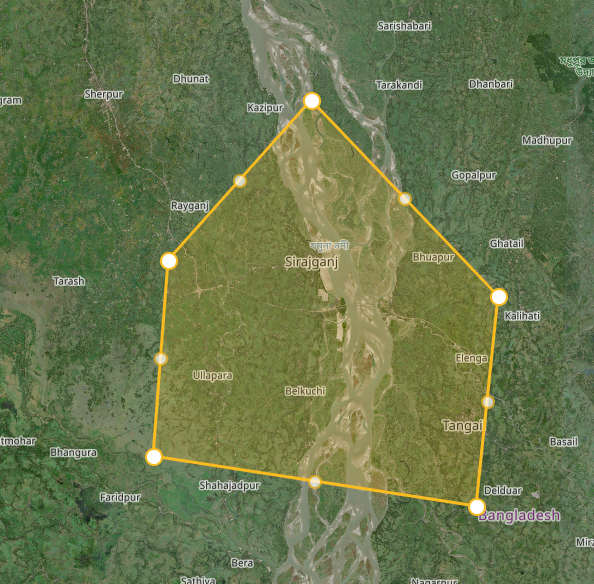 Sarishabari
Dhunat
Tarakandi
Dhanbari
Sherpur
gram
Kazipur
Madhupur
Gopalpur
Rayganj
Ghatail
যমুনা নদী
Sirajganj
Bhuapur
Tarash
Kalihati
Elenga
Ullapara
Belkuchi
Tangail
tmohar
Basail
Bhangura
Shahajadpur
Delduar
Faridpur
Bangladesh
Mirz
Bera
Sathiya
Nagarpur